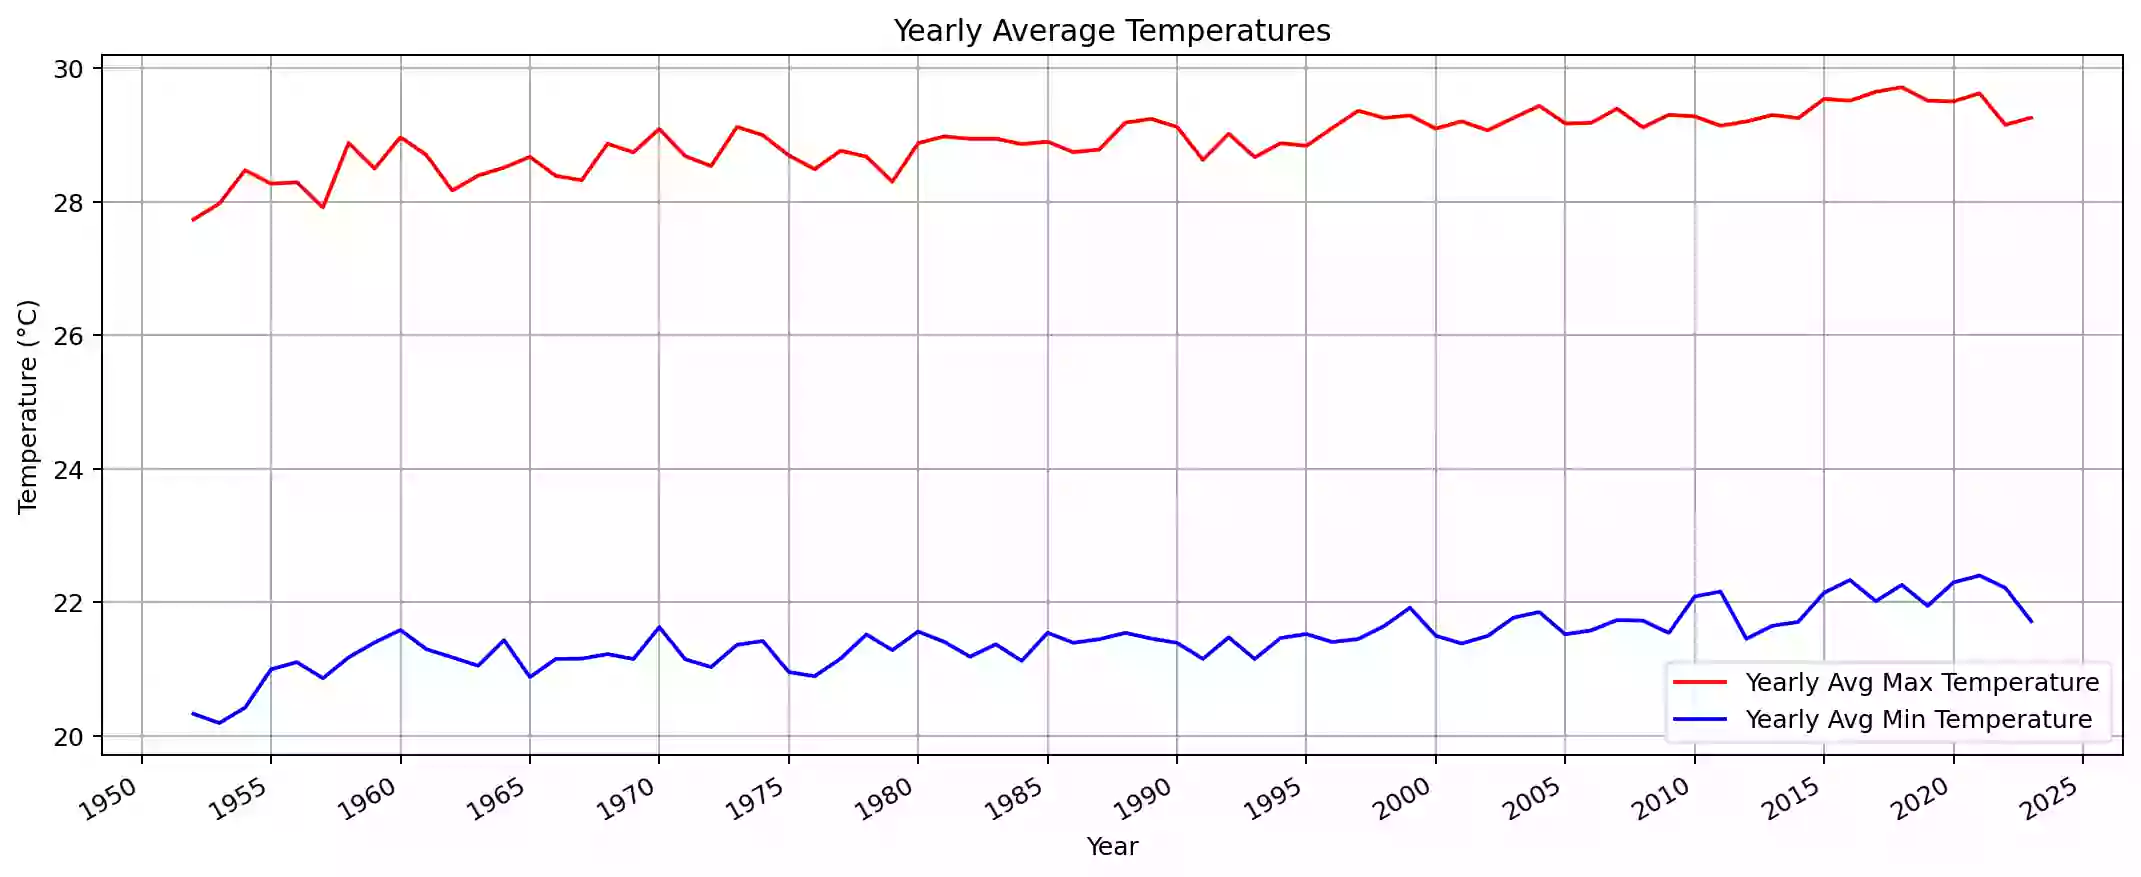 Yearly Average Temperatures
30
28
26
24
22
20
Temperature (°C)
Yearly Avg Max Temperature
Yearly Avg Min Temperature
1950 1955 1960 1965 1970 1975 1980 1985 1990 1995 2000 2005 2010 2015 2020 2025
Year